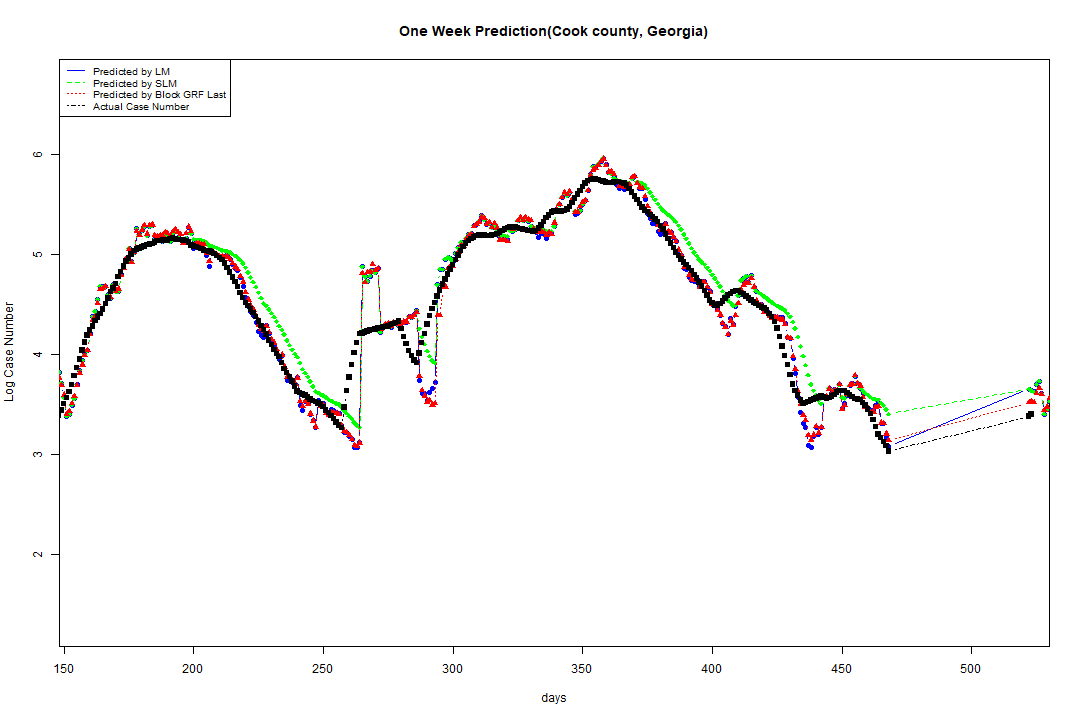 One Week Prediction(Cook county, Georgia)
Predicted by LM
Predicted by SLM
Predicted by Block GRF Last
Actual Case Number
6
5
4
3
2
Log Case Number
150 200 250 300 350 400 450 500
days